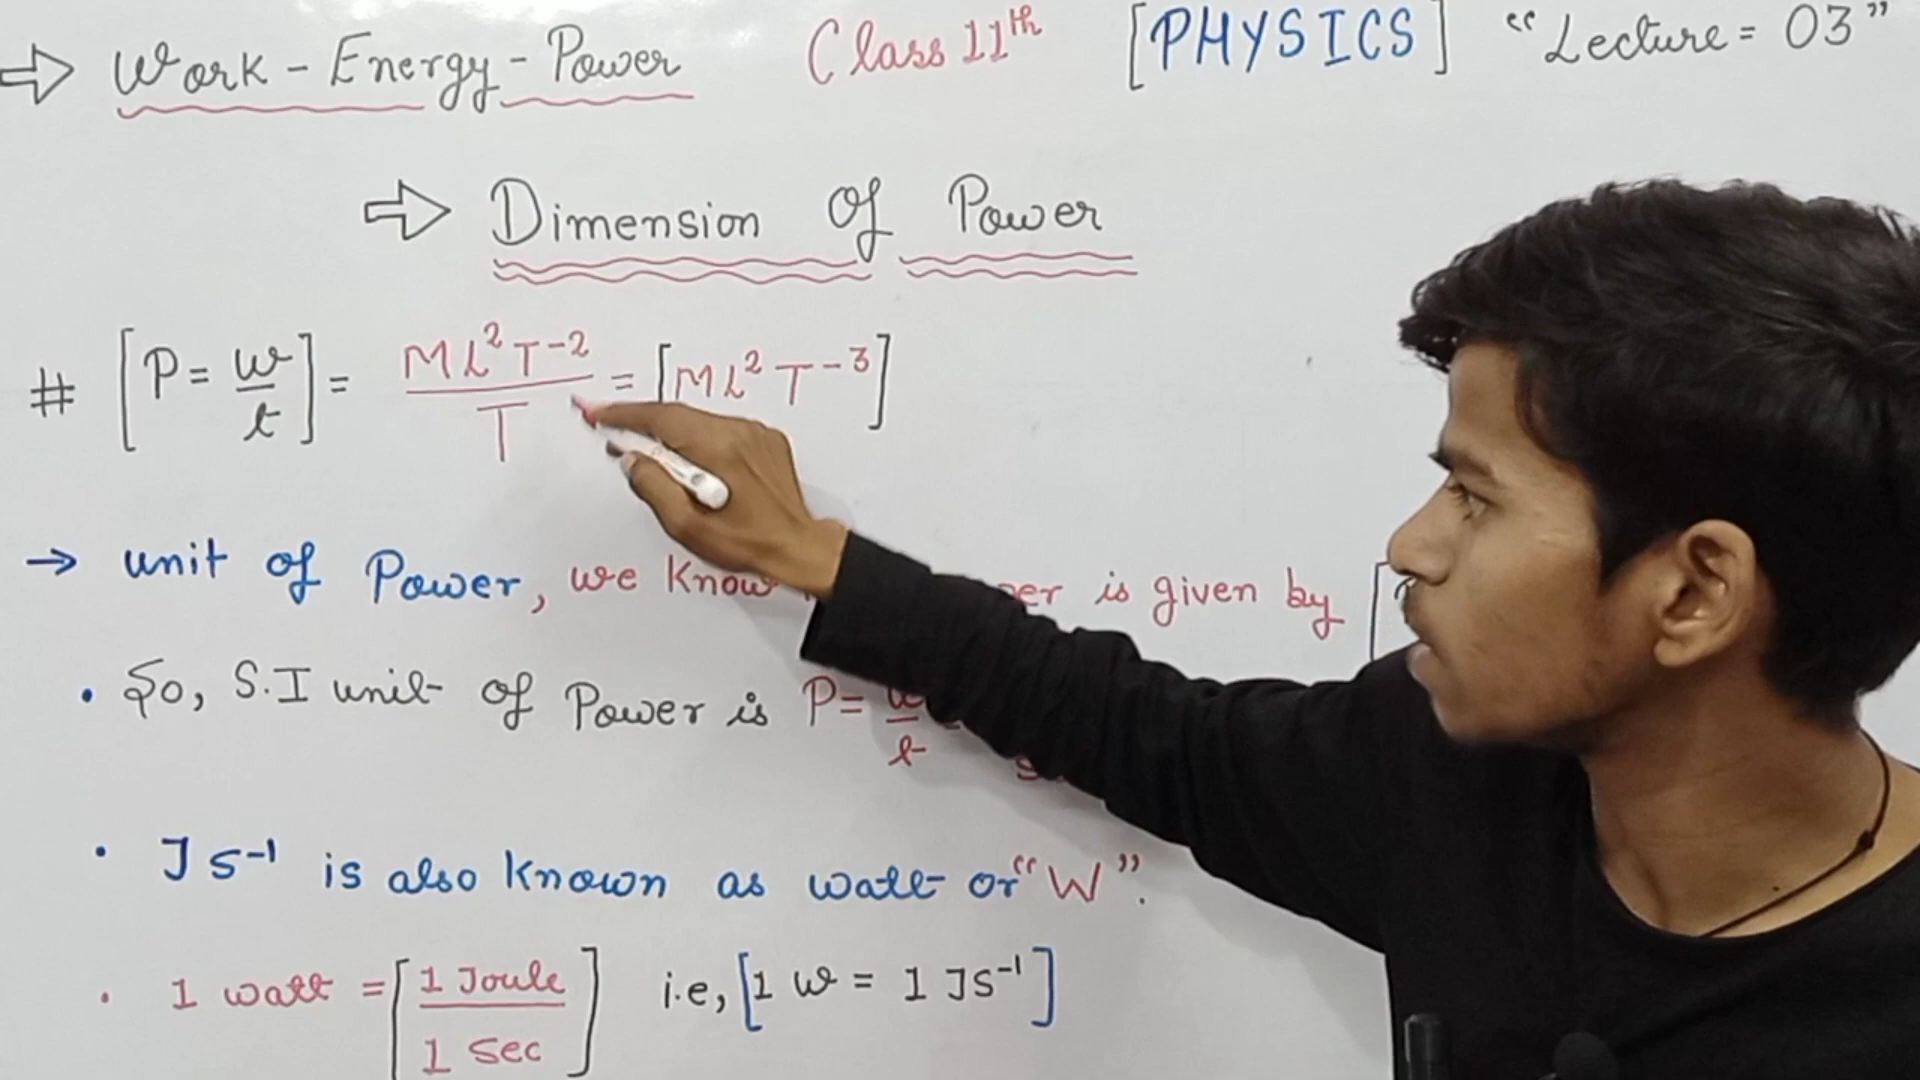 ⇒ Work-Energy-Power Class 11th [PHYSICS] “Lecture = 03”
⇒ Dimension Of Power
# [P = w/t] = ML²T⁻²/T = [ML²T⁻³]
→ unit of Power, we know is given by
• So, S.I unit of Power is P = w/t
• JS⁻¹ is also known as watt or “W”.
• 1 watt = [1 Joule/1 Sec] i.e, [1 w = 1 JS⁻¹]